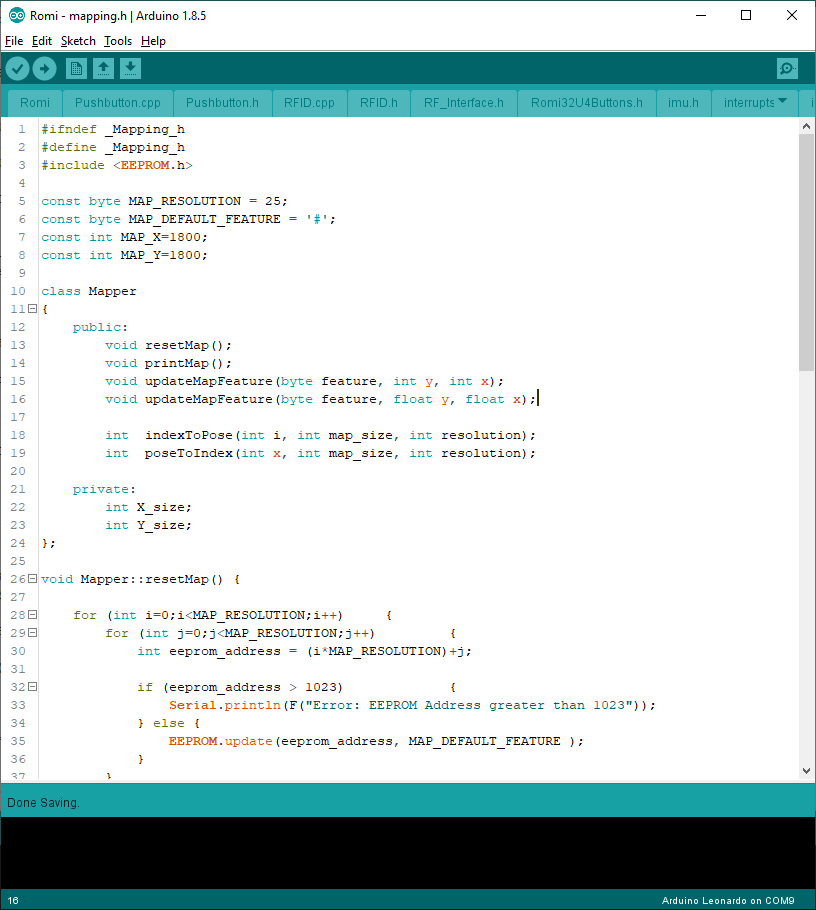 Romi - mapping.h | Arduino 1.8.5
File Edit Sketch Tools Help
Romi Pushbutton.cpp Pushbutton.h RFID.cpp RFID.h RF_Interface.h Romi32U4Buttons.h imu.h interrupts i
1 #ifndef _Mapping_h
2 #define _Mapping_h
3 #include <EEPROM.h>
4
5 const byte MAP_RESOLUTION = 25;
6 const byte MAP_DEFAULT_FEATURE = '#';
7 const int MAP_X=1800;
8 const int MAP_Y=1800;
9
10 class Mapper
11 {
12     public:
13         void resetMap();
14         void printMap();
15         void updateMapFeature(byte feature, int y, int x);
16         void updateMapFeature(byte feature, float y, float x);
17
18         int  indexToPose(int i, int map_size, int resolution);
19         int  poseToIndex(int x, int map_size, int resolution);
20
21     private:
22         int X_size;
23         int Y_size;
24 };
25
26 void Mapper::resetMap() {
27
28     for (int i=0;i<MAP_RESOLUTION;i++)     {
29         for (int j=0;j<MAP_RESOLUTION;j++)         {
30             int eeprom_address = (i*MAP_RESOLUTION)+j;
31
32             if (eeprom_address > 1023)             {
33                 Serial.println(F("Error: EEPROM Address greater than 1023"));
34             } else {
35                 EEPROM.update(eeprom_address, MAP_DEFAULT_FEATURE );
36             }
37         }
Done Saving.
16 Arduino Leonardo on COM9